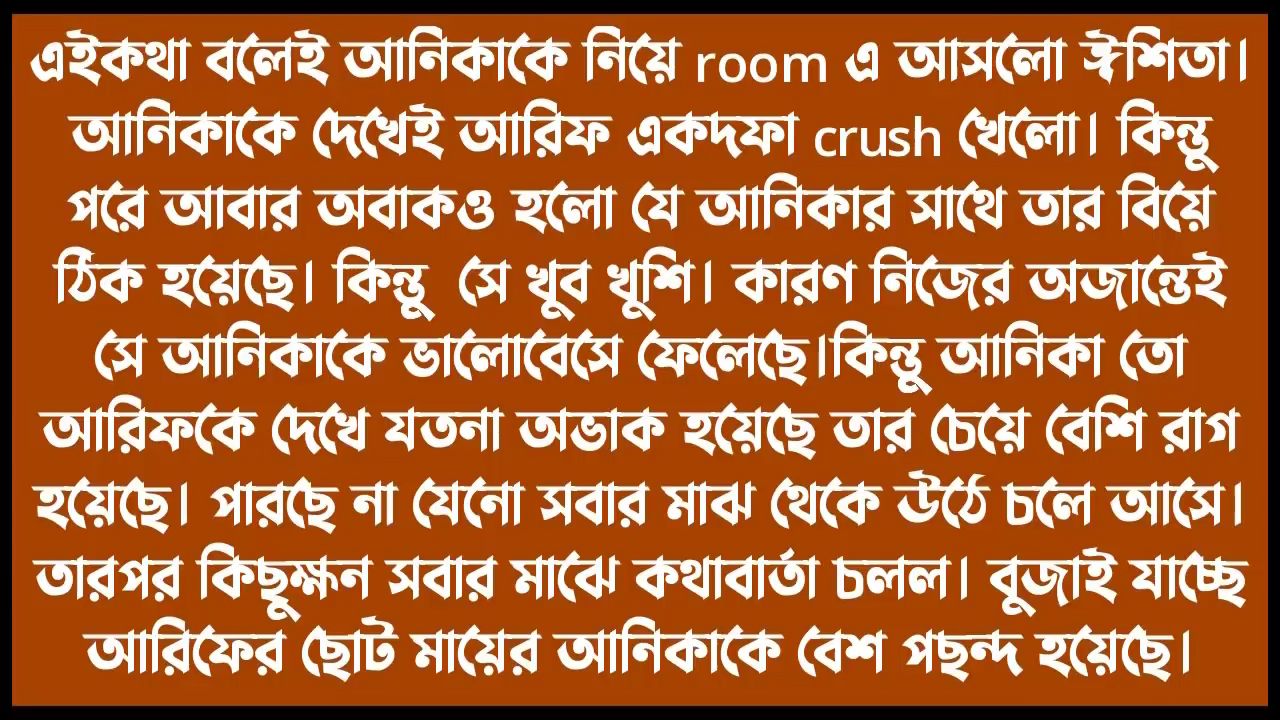 এইকথা বলেই আনিকাকে নিয়ে room এ আসলো ঈশিতা।
আনিকাকে দেখেই আরিফ একদফা crush খেলো। কিন্তু
পরে আবার অবাকও হলো যে আনিকার সাথে তার বিয়ে
ঠিক হয়েছে। কিন্তু সে খুব খুশি। কারণ নিজের অজান্তেই
সে আনিকাকে ভালোবেসে ফেলেছে।কিন্তু আনিকা তো
আরিফকে দেখে যতনা অভাক হয়েছে তার চেয়ে বেশি রাগ
হয়েছে। পারছে না যেনো সবার মাঝ থেকে উঠে চলে আসে।
তারপর কিছুক্ষন সবার মাঝে কথাবার্তা চলল। বুজাই যাচ্ছে
আরিফের ছোট মায়ের আনিকাকে বেশ পছন্দ হয়েছে।